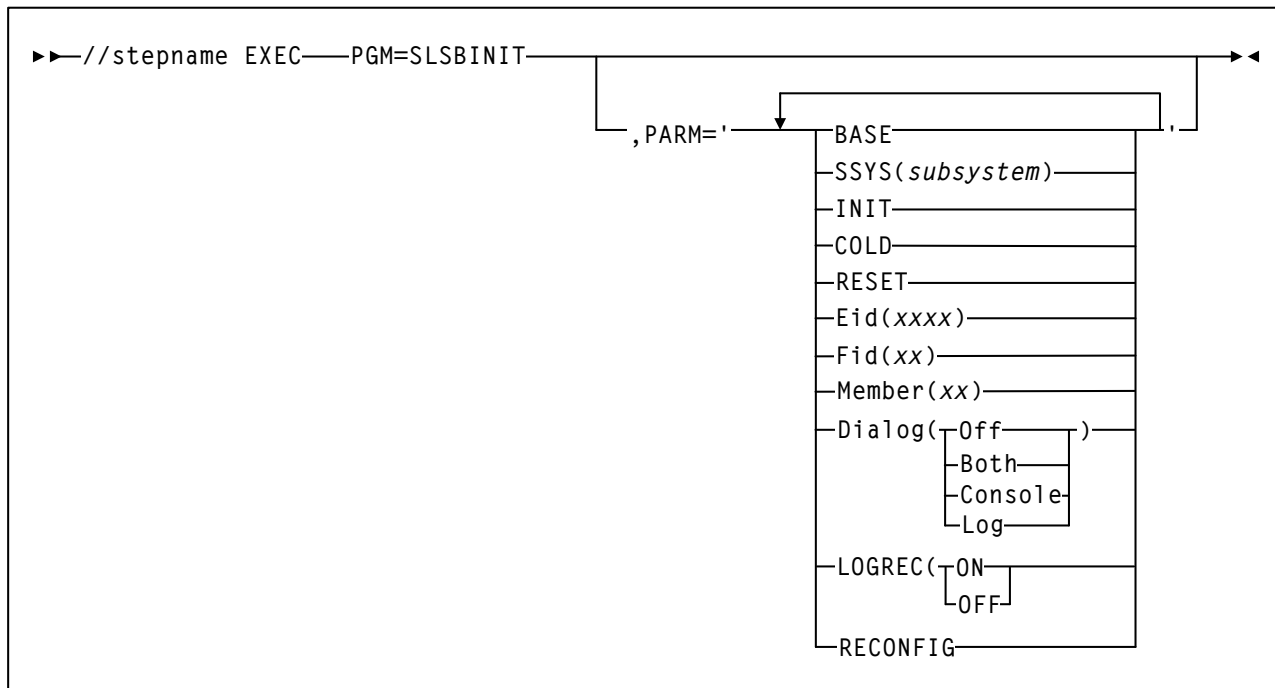 //stepname EXEC PGM=SLSBINIT
,PARM=' BASE '
SSYS(subsystem)
INIT
COLD
RESET
Eid(xxxx)
Fid(xx)
Member(xx)
Dialog( Off )
Both
Console
Log
LOGREC( ON
OFF
RECONFIG